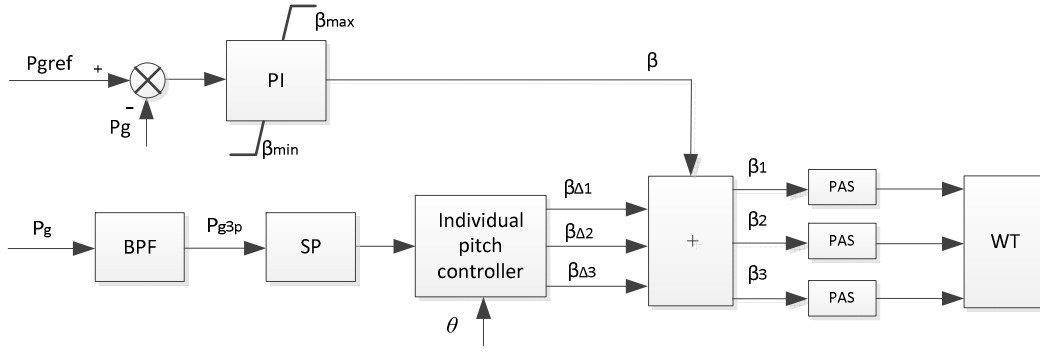 βmax
Pgref
+
PI
β
−
Pg
βmin
β1
PAS
βΔ1
Pg
BPF
Pg3p
SP
Individual
pitch
controller
βΔ2
+
β2
PAS
WT
βΔ3
β3
PAS
θ